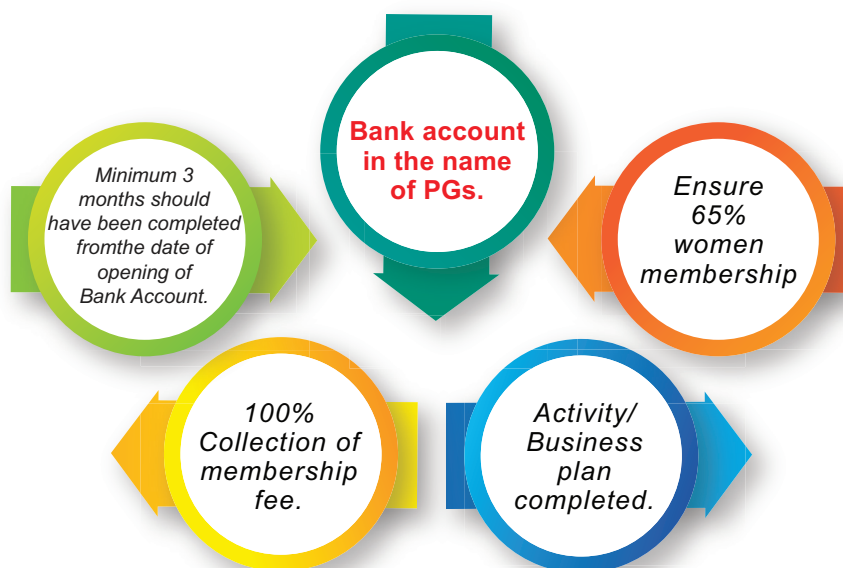 Minimum 3
months should
have been completed
fromthe date of
opening of
Bank Account.
Bank account
in the name
of PGs.
Ensure
65%
women
membership
100%
Collection of
membership
fee.
Activity/
Business
plan
completed.